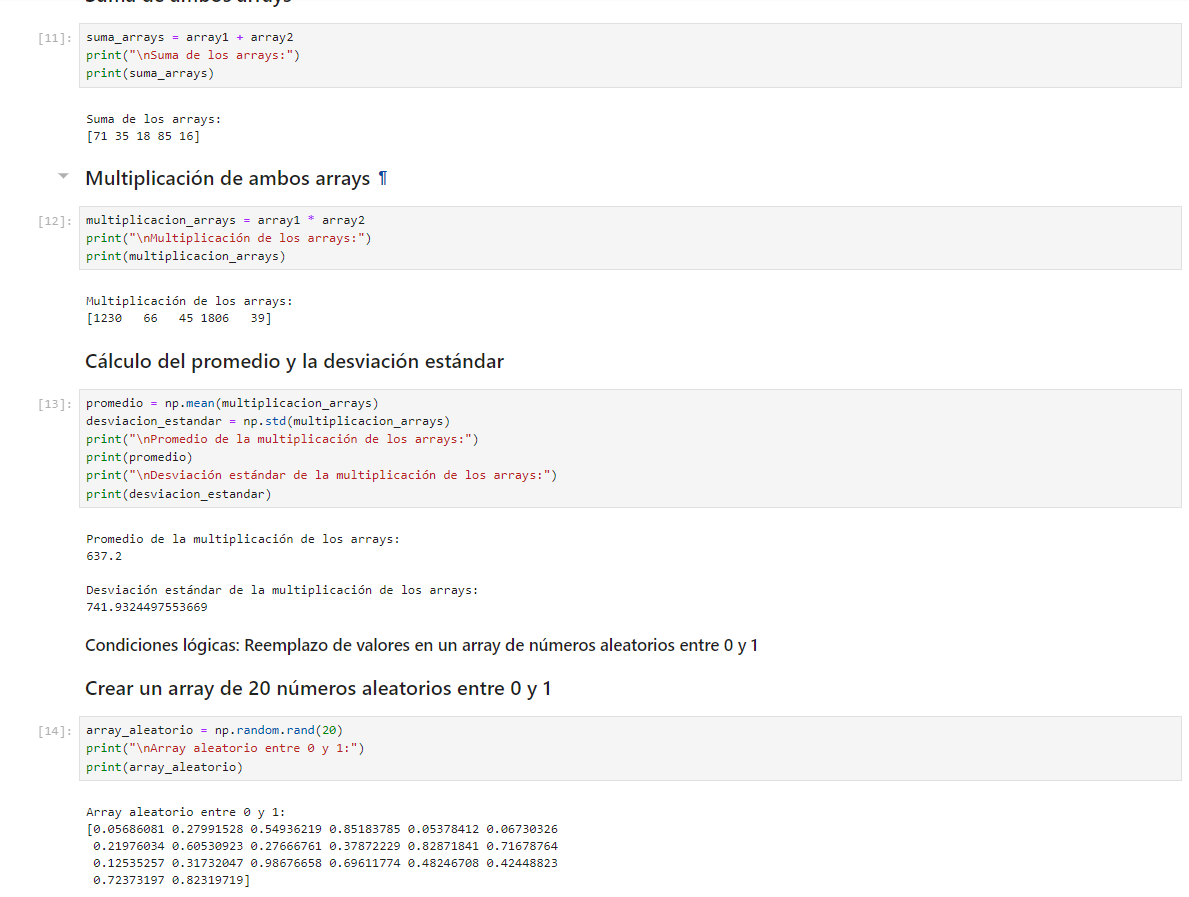 Suma de ambos arrays
[11]:
suma_arrays = array1 + array2
print("\nSuma de los arrays:")
print(suma_arrays)
Suma de los arrays:
[71 35 18 85 16]
Multiplicación de ambos arrays ¶
[12]:
multiplicacion_arrays = array1 * array2
print("\nMultiplicación de los arrays:")
print(multiplicacion_arrays)
Multiplicación de los arrays:
[1230   66   45 1806   39]
Cálculo del promedio y la desviación estándar
[13]:
promedio = np.mean(multiplicacion_arrays)
desviacion_estandar = np.std(multiplicacion_arrays)
print("\nPromedio de la multiplicación de los arrays:")
print(promedio)
print("\nDesviación estándar de la multiplicación de los arrays:")
print(desviacion_estandar)
Promedio de la multiplicación de los arrays:
637.2
Desviación estándar de la multiplicación de los arrays:
741.9324497553669
Condiciones lógicas: Reemplazo de valores en un array de números aleatorios entre 0 y 1
Crear un array de 20 números aleatorios entre 0 y 1
[14]:
array_aleatorio = np.random.rand(20)
print("\nArray aleatorio entre 0 y 1:")
print(array_aleatorio)
Array aleatorio entre 0 y 1:
[0.05686081 0.27991528 0.54936219 0.85183785 0.05378412 0.06730326
0.21976034 0.60530923 0.27666761 0.37872229 0.82871841 0.71678764
0.12535257 0.31732047 0.98676658 0.69611774 0.48246708 0.42448823
0.72373197 0.82319719]